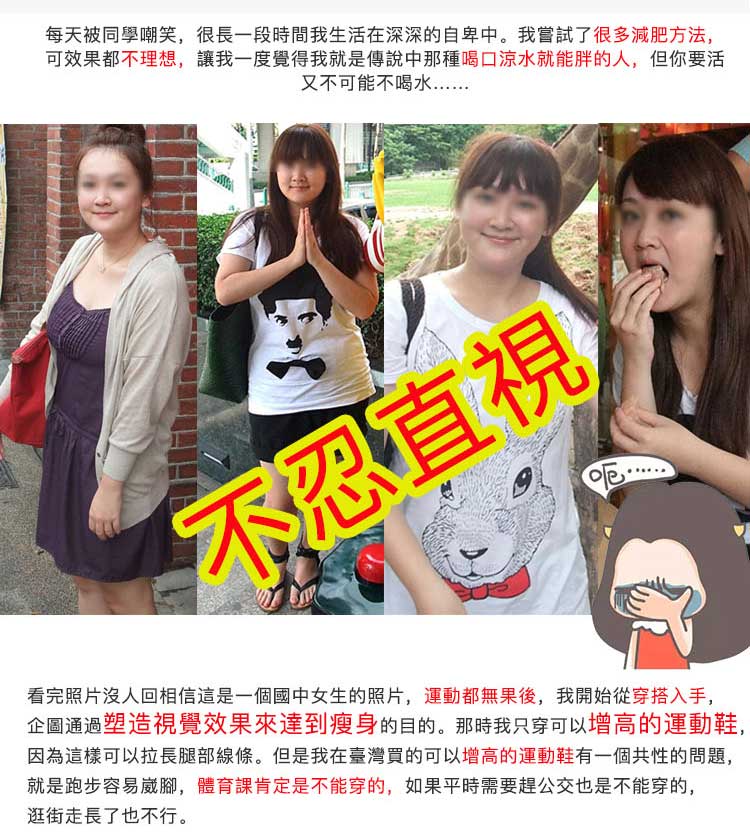 每天被同學嘲笑，很長一段時間我生活在深深的自卑中。我嘗試了很多減肥方法，
可效果都不理想，讓我一度覺得我就是傳說中那種喝口涼水就能胖的人，但你要活
又不可能不喝水……
不忍直視
呃……
看完照片沒人回相信這是一個國中女生的照片，運動都無果後，我開始從穿搭入手，
企圖通過塑造視覺效果來達到瘦身的目的。那時我只穿可以增高的運動鞋，
因為這樣可以拉長腿部線條。但是我在臺灣買的可以增高的運動鞋有一個共性的問題，
就是跑步容易崴腳，體育課肯定是不能穿的，如果平時需要趕公交也是不能穿的，
逛街走長了也不行。